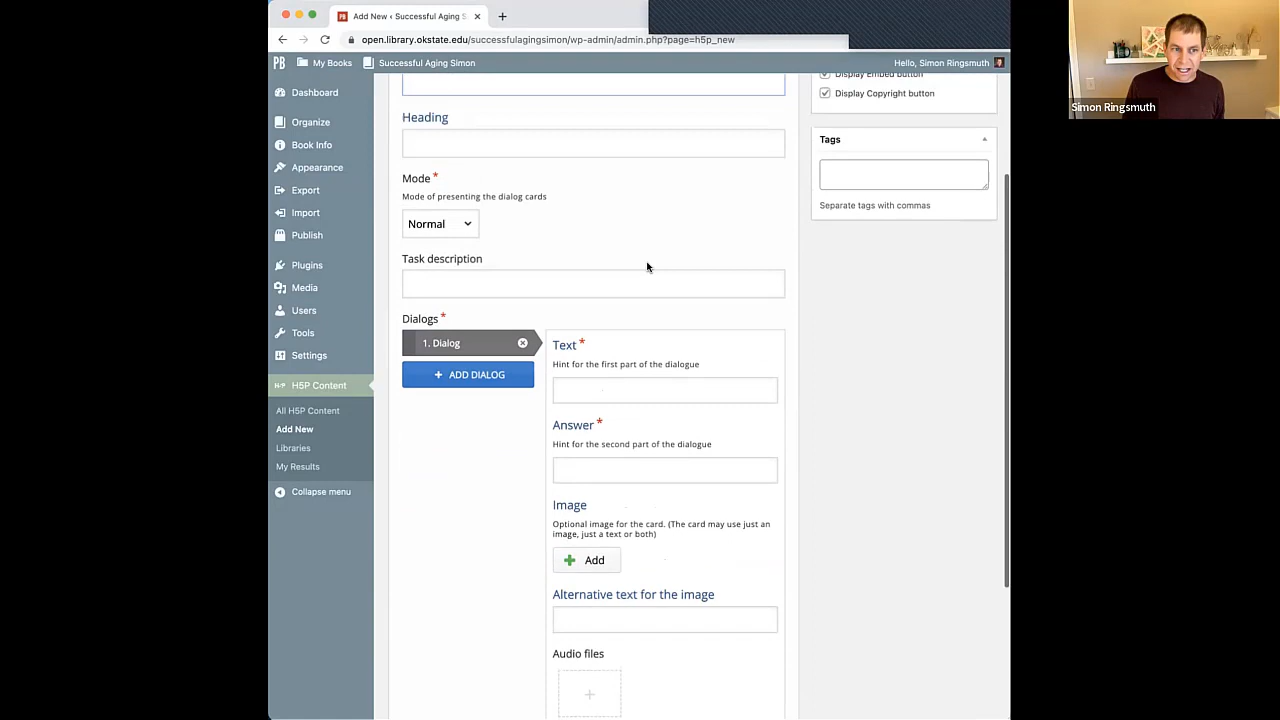 Add New ‹ Successful Aging S
open.library.okstate.edu/successfulagingsimon/wp-admin/admin.php?page=h5p_new
My Books
Successful Aging Simon
Hello, Simon Ringsmuth
Simon Ringsmuth
Dashboard
Organize
Book Info
Appearance
Export
Import
Publish
Plugins
Media
Users
Tools
Settings
H5P Content
All H5P Content
Add New
Libraries
My Results
Collapse menu
Heading
Mode *
Mode of presenting the dialog cards
Normal
Task description
Dialogs *
1. Dialog
+ ADD DIALOG
Text *
Hint for the first part of the dialogue
Answer *
Hint for the second part of the dialogue
Image
Optional image for the card. (The card may use just an
image, just a text or both)
Add
Alternative text for the image
Audio files
Display Embed button
Display Copyright button
Tags
Separate tags with commas